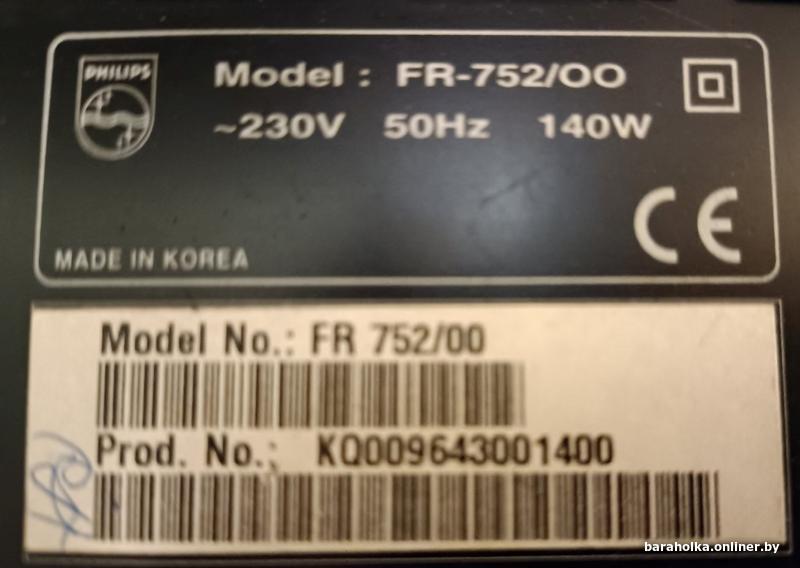 PHILIPS
Model : FR-752/00
~230V 50Hz 140W
CE
MADE IN KOREA
Model No.: FR 752/00
Prod. No.: KQ009643001400
baraholka.onliner.by